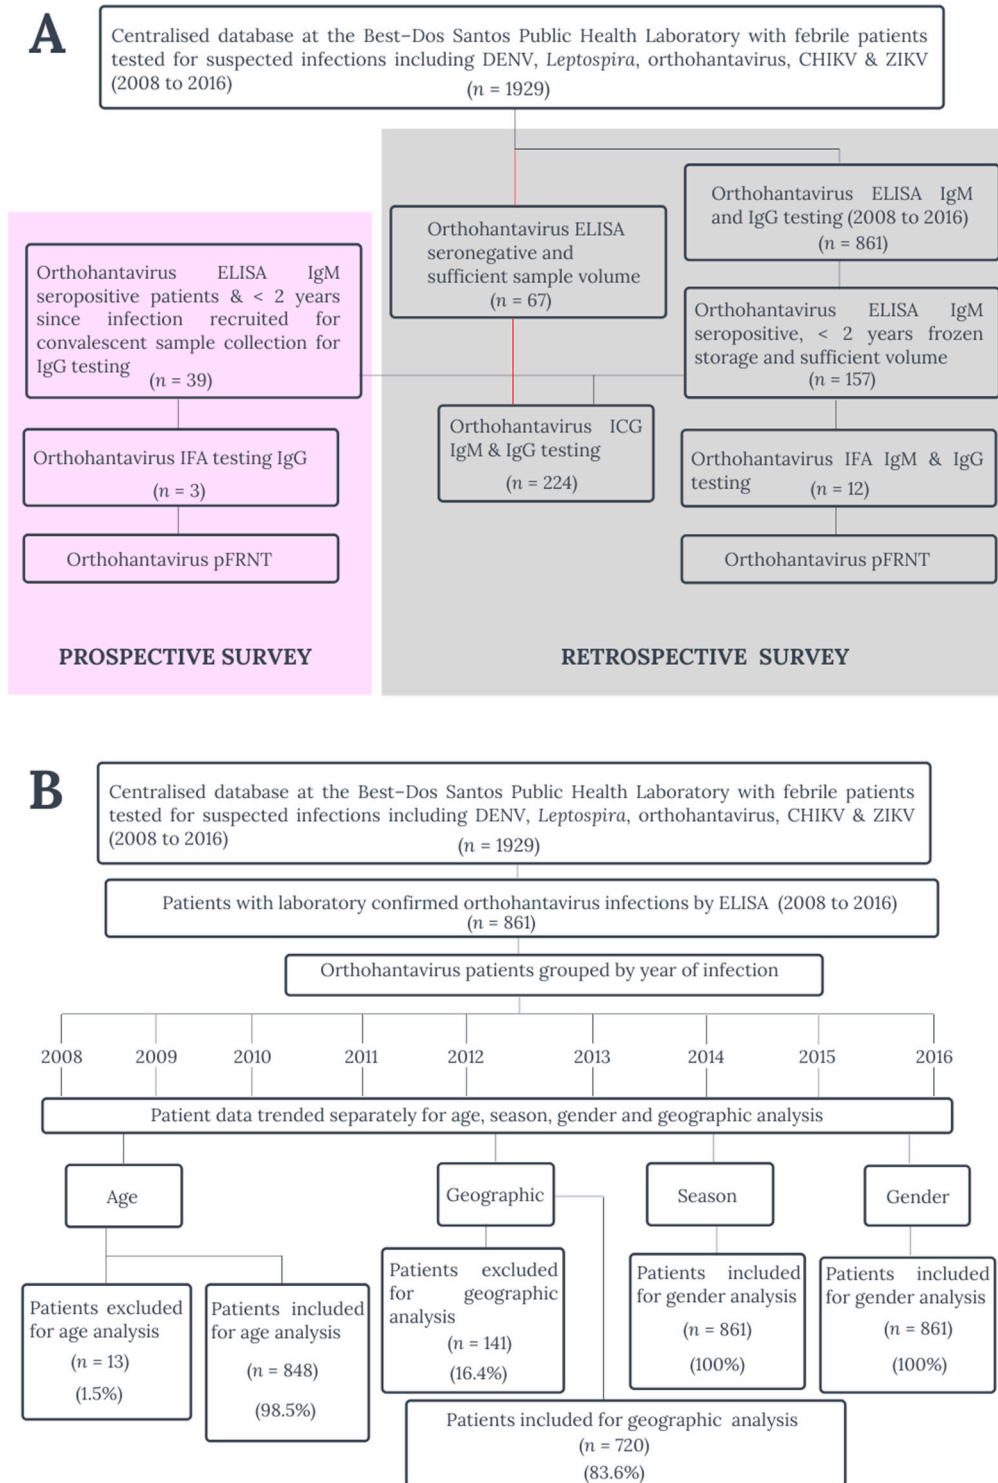 A
Centralised database at the Best–Dos Santos Public Health Laboratory with febrile patients
tested for suspected infections including DENV, Leptospira, orthohantavirus, CHIKV & ZIKV
(2008 to 2016)
(n = 1929)
Orthohantavirus ELISA IgM
seropositive patients & < 2 years
since infection recruited for
convalescent sample collection for
IgG testing
(n = 39)
Orthohantavirus IFA testing IgG
(n = 3)
Orthohantavirus pFRNT
PROSPECTIVE SURVEY
Orthohantavirus ELISA
seronegative and
sufficient sample volume
(n = 67)
Orthohantavirus ICG
IgM & IgG testing
(n = 224)
Orthohantavirus ELISA IgM
and IgG testing (2008 to 2016)
(n = 861)
Orthohantavirus ELISA IgM
seropositive, < 2 years frozen
storage and sufficient volume
(n = 157)
Orthohantavirus IFA IgM & IgG
testing
(n = 12)
Orthohantavirus pFRNT
RETROSPECTIVE SURVEY
B
Centralised database at the Best–Dos Santos Public Health Laboratory with febrile patients
tested for suspected infections including DENV, Leptospira, orthohantavirus, CHIKV & ZIKV
(2008 to 2016)
(n = 1929)
Patients with laboratory confirmed orthohantavirus infections by ELISA (2008 to 2016)
(n = 861)
Orthohantavirus patients grouped by year of infection
2008 2009 2010 2011 2012 2013 2014 2015 2016
Patient data trended separately for age, season, gender and geographic analysis
Age
Patients excluded
for age analysis
(n = 13)
(1.5%)
Patients included
for age analysis
(n = 848)
(98.5%)
Geographic
Patients excluded
for geographic
analysis
(n = 141)
(16.4%)
Patients included for geographic analysis
(n = 720)
(83.6%)
Season
Patients included
for gender analysis
(n = 861)
(100%)
Gender
Patients included
for gender analysis
(n = 861)
(100%)